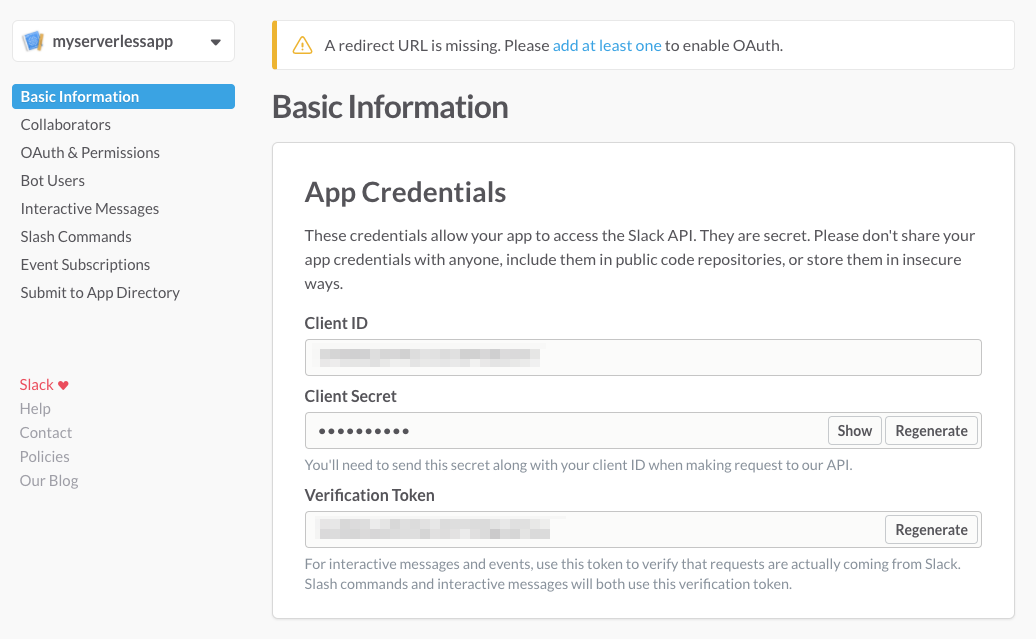 myserverlessapp
Basic Information
Collaborators
OAuth & Permissions
Bot Users
Interactive Messages
Slash Commands
Event Subscriptions
Submit to App Directory
Slack
Help
Contact
Policies
Our Blog
A redirect URL is missing. Please add at least one to enable OAuth.
Basic Information
App Credentials
These credentials allow your app to access the Slack API. They are secret. Please don't share your
app credentials with anyone, include them in public code repositories, or store them in insecure
ways.
Client ID
Client Secret
••••••••••
Show
Regenerate
You'll need to send this secret along with your client ID when making request to our API.
Verification Token
Regenerate
For interactive messages and events, use this token to verify that requests are actually coming from Slack.
Slash commands and interactive messages will both use this verification token.